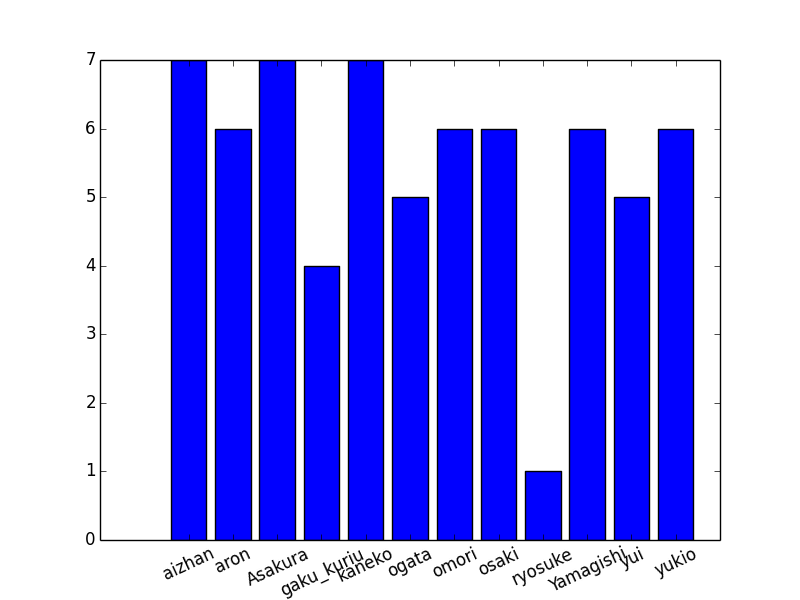 7
6
5
4
3
2
1
0
aizhan
aron
Asakura
gaku_kuriu
kaneko
ogata
omori
osaki
ryosuke
Yamagishi
yui
yukio